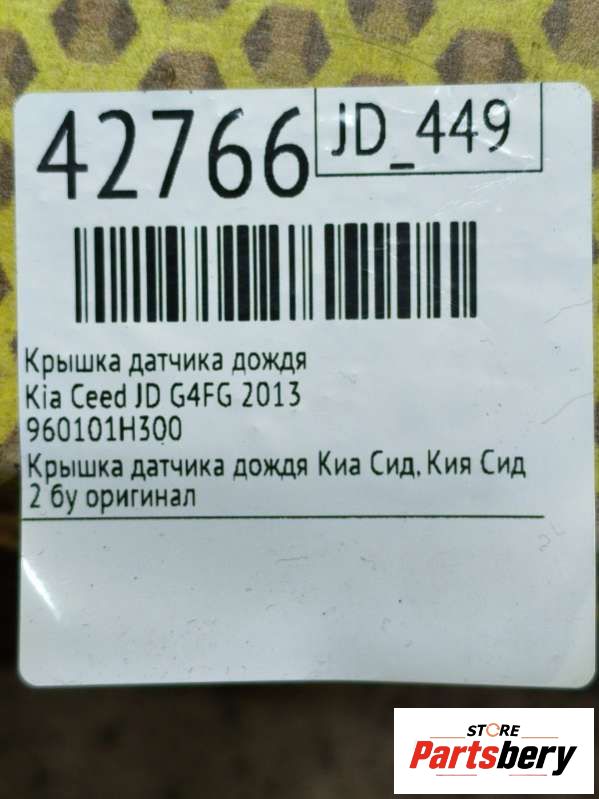 42766
JD_449
Крышка датчика дождя
Kia Ceed JD G4FG 2013
960101H300
Крышка датчика дождя Киа Сид, Кия Сид
2 бу оригинал
STORE
Partsbery